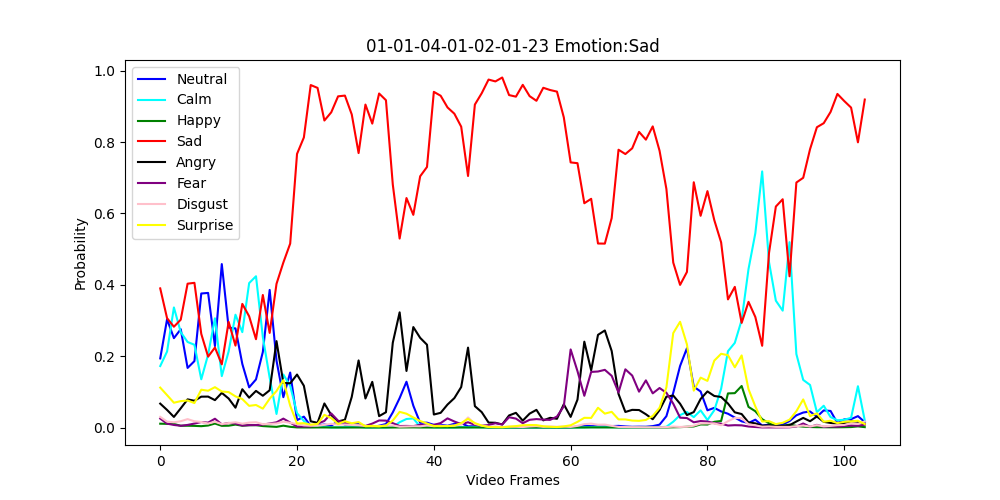 01-01-04-01-02-01-23 Emotion:Sad
1.0
0.8
0.6
0.4
0.2
0.0
Probability
Neutral
Calm
Happy
Sad
Angry
Fear
Disgust
Surprise
0 20 40 60 80 100
Video Frames